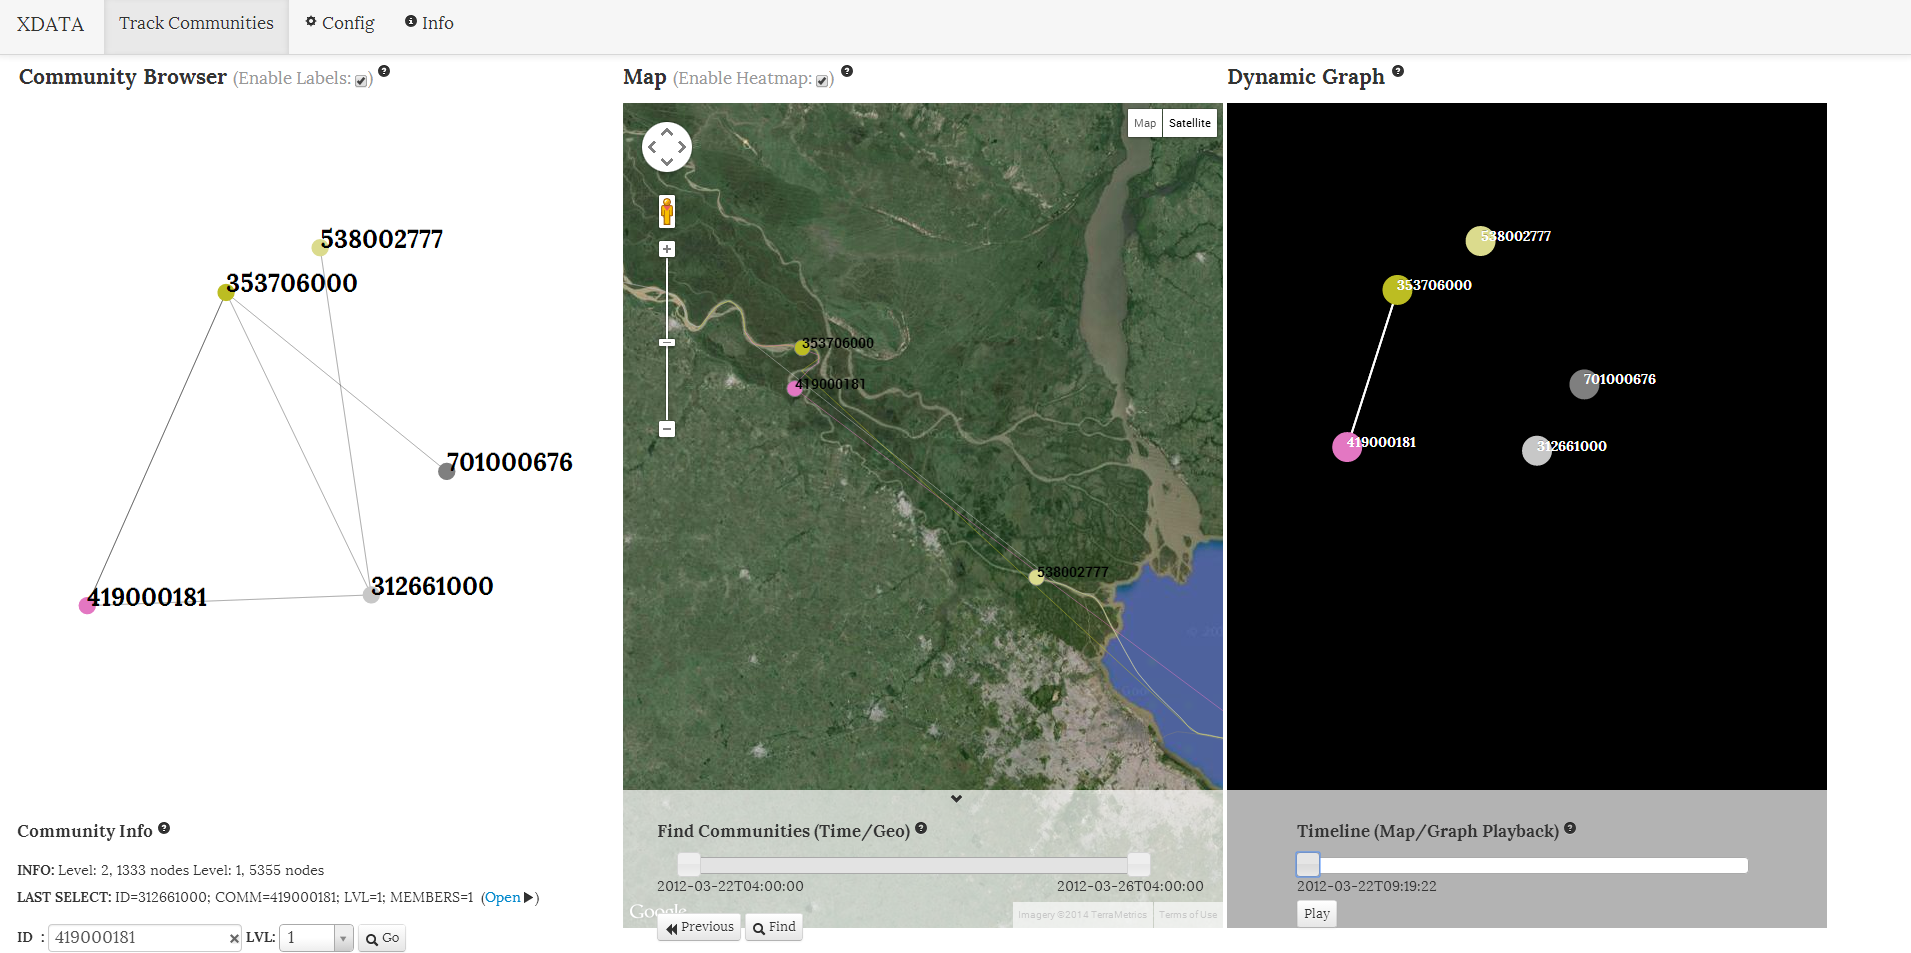 XDATA
Track Communities
Config
Info
Community Browser (Enable Labels: )
538002777
353706000
701000676
312661000
419000181
Community Info
INFO: Level: 2, 1333 nodes Level: 1, 5355 nodes
LAST SELECT: ID=312661000; COMM=419000181; LVL=1; MEMBERS=1 (Open )
ID : 419000181 LVL: 1 Go
Map (Enable Heatmap: )
Map Satellite
353706000
419000181
538002777
Find Communities (Time/Geo)
2012-03-22T04:00:00 2012-03-26T04:00:00
Google
Imagery ©2014 TerraMetrics Terms of Use
Previous Find
Dynamic Graph
538002777
353706000
701000676
419000181
312661000
Timeline (Map/Graph Playback)
2012-03-22T09:19:22
Play